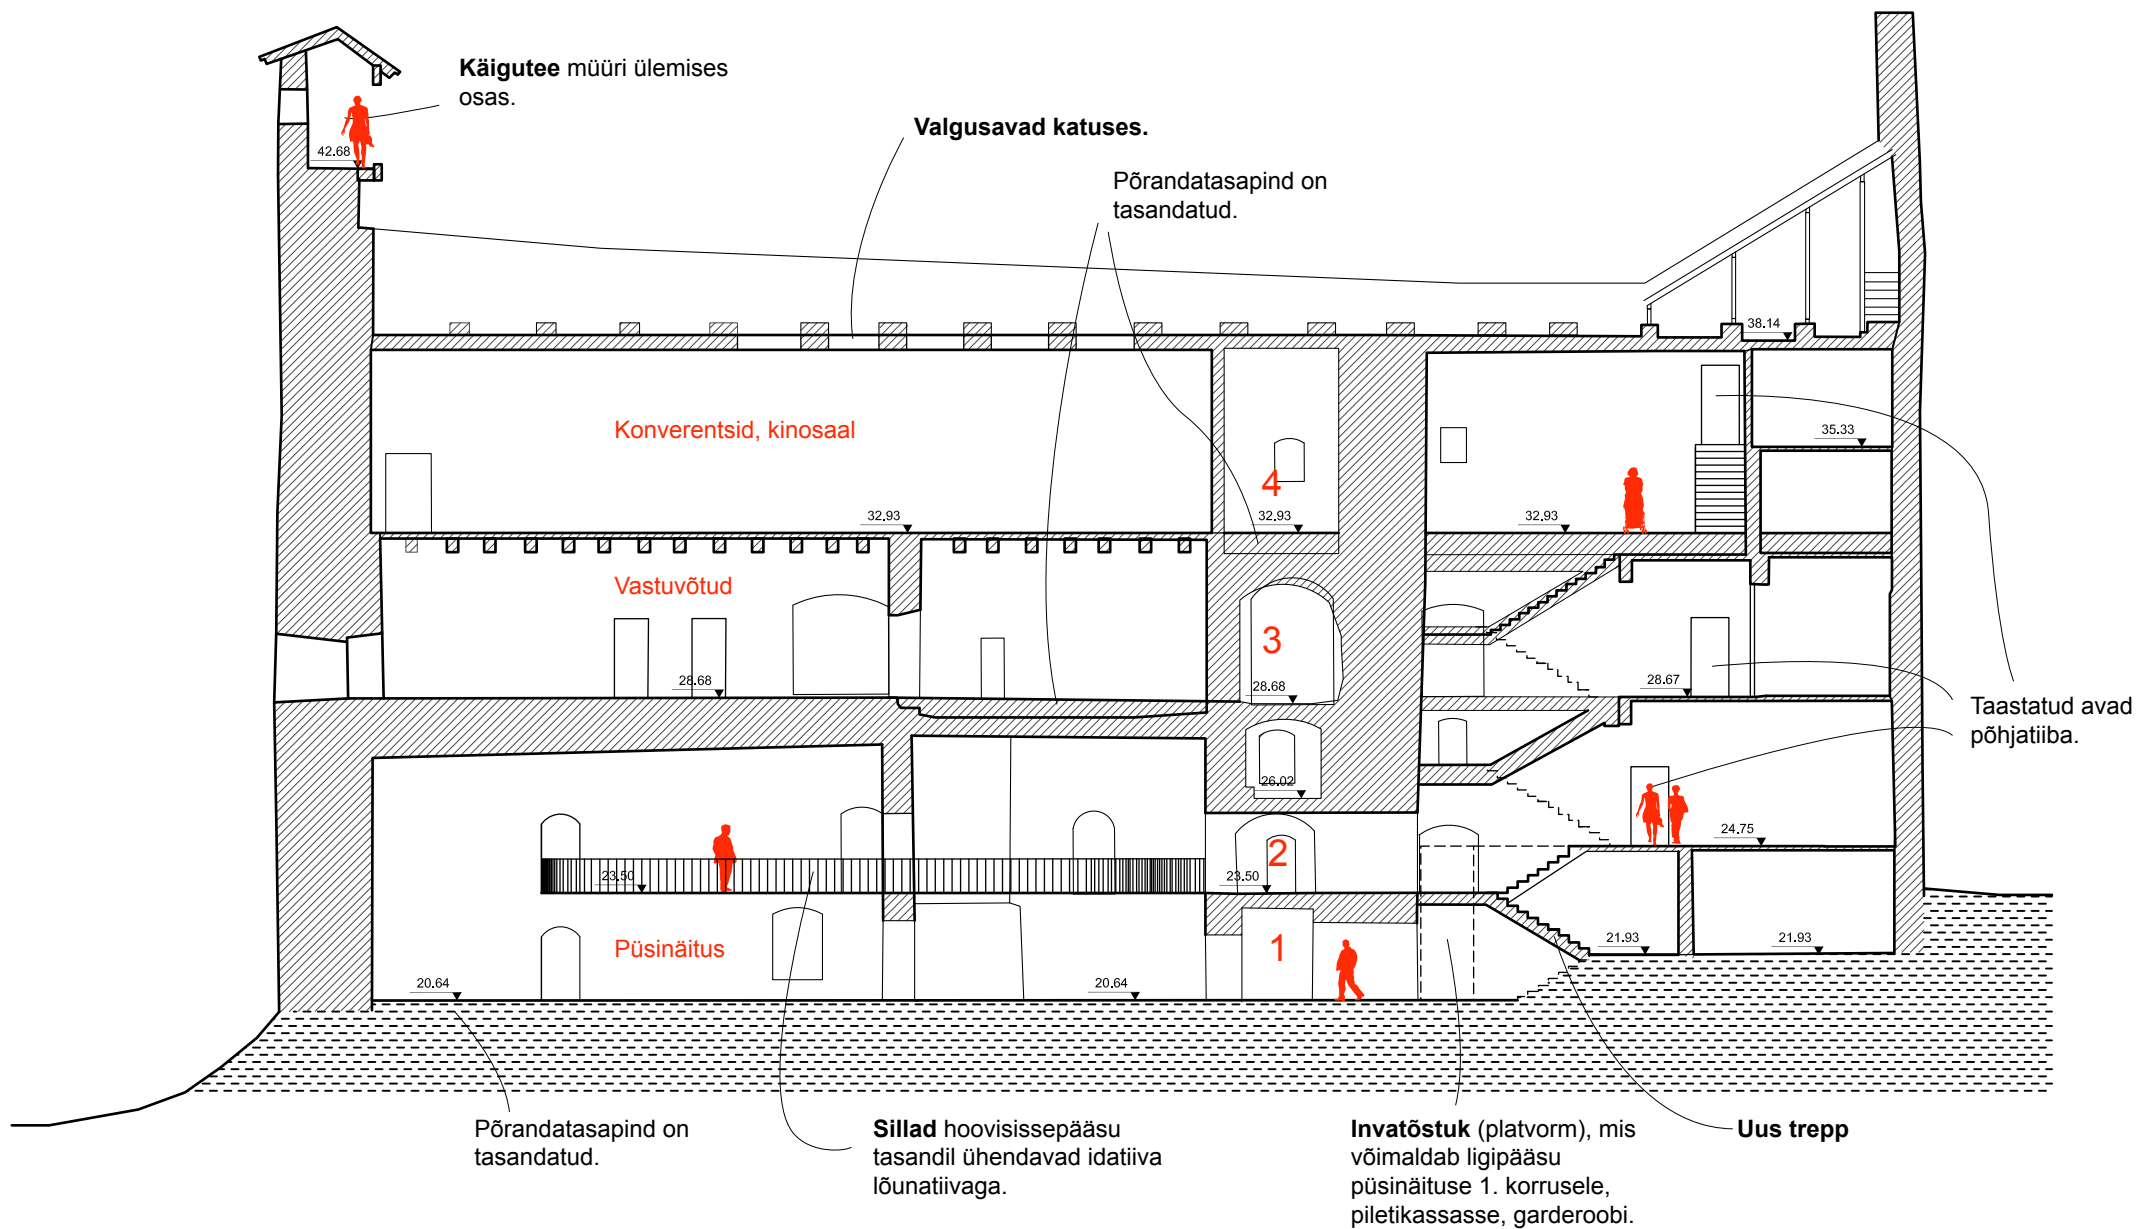 Käigutee müüri ülemises
osas.
Valgusavad katuses.
42.68
Põrandatasapind on
tasandatud.
38.14
Konverentsid, kinosaal
35.33
4
32.93
32.93
32.93
Vastuvõtud
3
28.68
28.68
28.67
Taastatud avad
põhjatiiba.
26.02
24.75
2
23.50
23.50
Püsinäitus
1
21.93
21.93
20.64
20.64
Põrandatasapind on
tasandatud.
Sillad hoovisissepääsu
tasandil ühendavad idatiiva
lõunatiivaga.
Invatõstuk (platvorm), mis
võimaldab ligipääsu
püsinäituse 1. korrusele,
piletikassasse, garderoobi.
Uus trepp